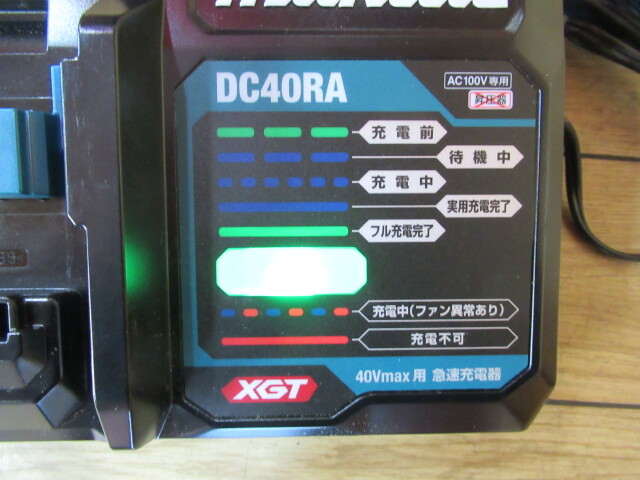 DC40RA
AC100V専用
昇圧器
充電前
待機中
充電中
実用充電完了
フル充電完了
充電中(ファン異常あり)
充電不可
XGT
40Vmax用 急速充電器